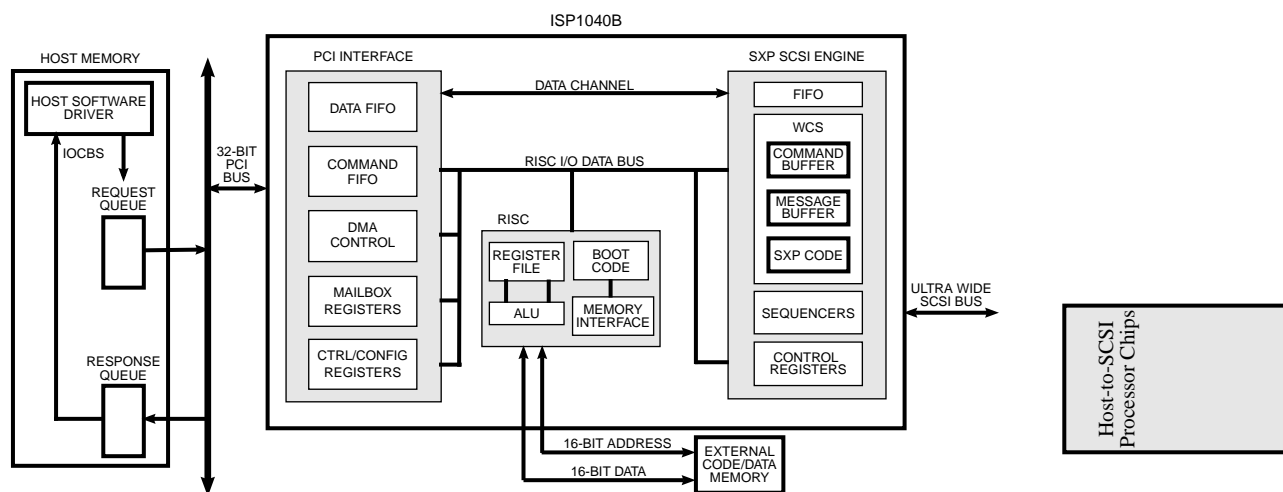 ISP1040B
HOST MEMORY
HOST SOFTWARE
DRIVER
IOCBS
REQUEST
QUEUE
RESPONSE
QUEUE
32-BIT
PCI
BUS
PCI INTERFACE
DATA FIFO
COMMAND
FIFO
DMA
CONTROL
MAILBOX
REGISTERS
CTRL/CONFIG
REGISTERS
DATA CHANNEL
RISC I/O DATA BUS
RISC
REGISTER
FILE
ALU
BOOT
CODE
MEMORY
INTERFACE
SXP SCSI ENGINE
FIFO
WCS
COMMAND
BUFFER
MESSAGE
BUFFER
SXP CODE
SEQUENCERS
CONTROL
REGISTERS
ULTRA WIDE
SCSI BUS
16-BIT ADDRESS
16-BIT DATA
EXTERNAL
CODE/DATA
MEMORY
Host-to-SCSI
Processor Chips